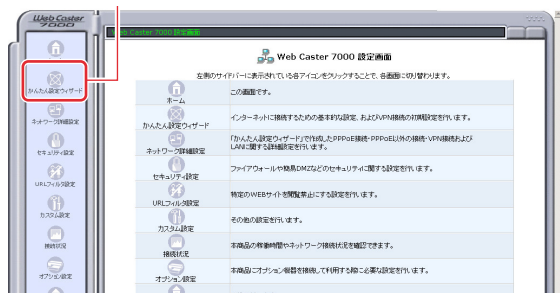 Web Caster
7000
Web Caster 7000 設定画面
かんたん設定ウィザード
ネットワーク詳細設定
セキュリティ設定
URLフィルタ設定
カスタム設定
接続状況
オプション設定
Web Caster 7000 設定画面
左側のサイドバーに表示されている各アイコンをクリックすることで、各画面に切り替わります。
ホーム
この画面です。
かんたん設定ウィザード
インターネットに接続するための基本的な設定、およびVPN接続の初期設定を行います。
ネットワーク詳細設定
「かんたん設定ウィザード」で作成したPPPoE接続・PPPoE以外の接続・VPN接続および
LANに関する詳細設定を行います。
セキュリティ設定
ファイアウォールや簡易DMZなどのセキュリティに関する設定を行います。
URLフィルタ設定
特定のWEBサイトを閲覧禁止にする設定を行います。
カスタム設定
その他の設定を行います。
接続状況
本商品の稼働時間やネットワーク接続状況を確認できます。
オプション設定
本商品にオプション機器を接続して利用する際に必要な設定を行います。